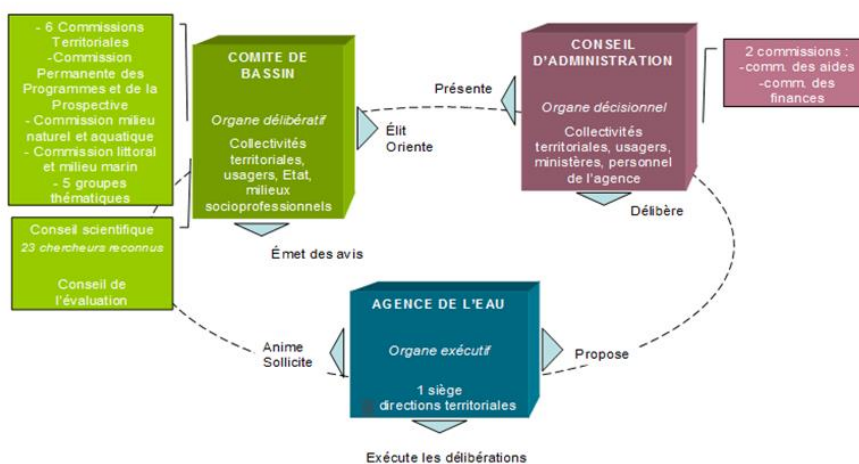 - 6 Commissions
Territoriales
-Commission
Permanente des
Programmes et de la
Prospective
- Commission milieu
naturel et aquatique
- Commission littoral
et milieu marin
- 5 groupes
thématiques
Conseil scientifique
23 chercheurs reconnus
Conseil de
l'évaluation
COMITE DE
BASSIN
Organe délibératif
Collectivités
territoriales,
usagers, Etat,
milieux
socioprofessionnels
Émet des avis
Élit
Oriente
Présente
CONSEIL
D'ADMINISTRATION
Organe décisionnel
Collectivités
territoriales, usagers,
ministères, personnel
de l'agence
Délibère
2 commissions :
-comm. des aides
-comm. des
finances
AGENCE DE L'EAU
Organe exécutif
1 siège
directions territoriales
Anime
Sollicite
Propose
Exécute les délibérations